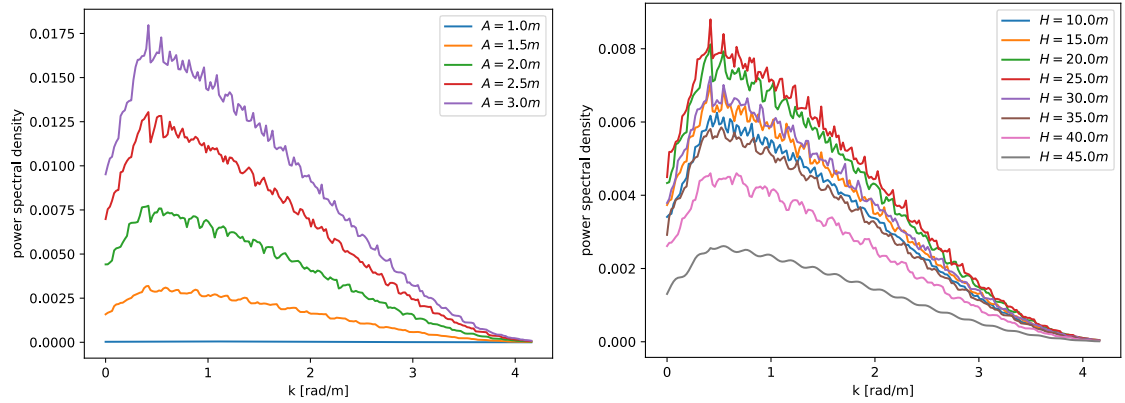 0.0175
0.0150
0.0125
0.0100
0.0075
0.0050
0.0025
0.0000
power spectral density
0 1 2 3 4
k [rad/m]
A = 1.0m
A = 1.5m
A = 2.0m
A = 2.5m
A = 3.0m
0.008
0.006
0.004
0.002
0.000
power spectral density
0 1 2 3 4
k [rad/m]
H = 10.0m
H = 15.0m
H = 20.0m
H = 25.0m
H = 30.0m
H = 35.0m
H = 40.0m
H = 45.0m